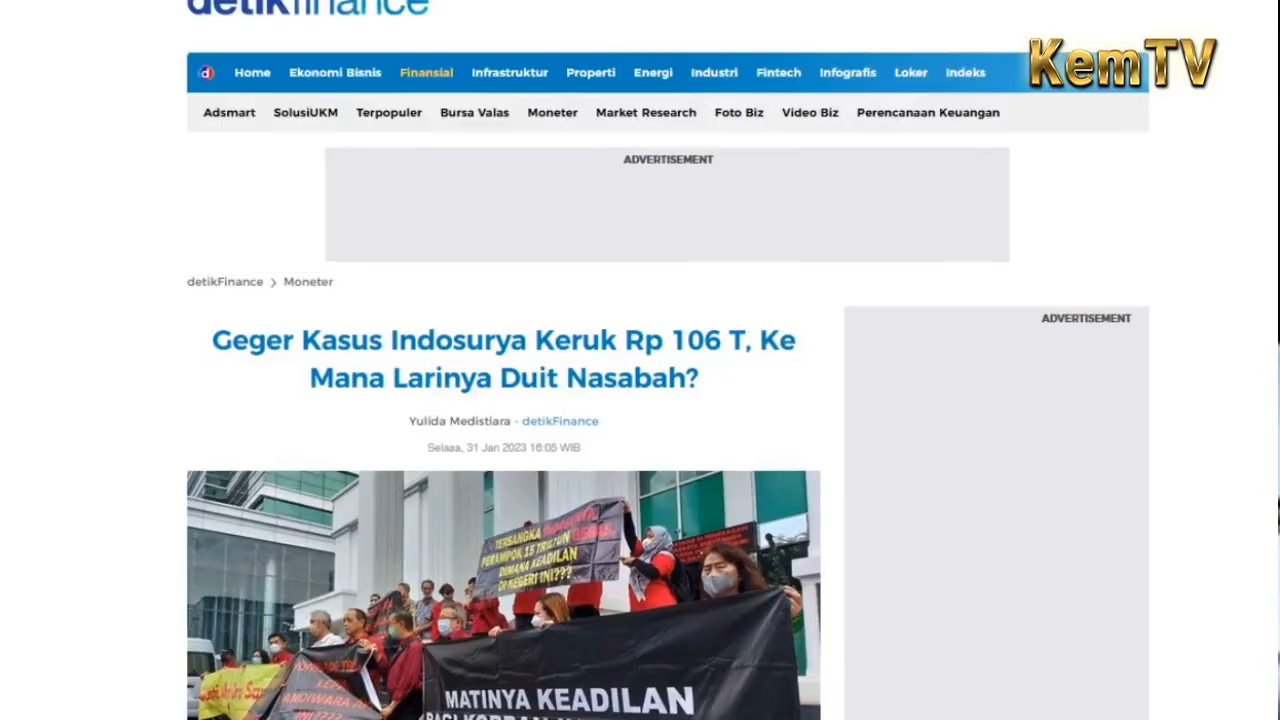 detikfinance
KemTV
Home Ekonomi Bisnis Finansial Infrastruktur Properti Energi Industri Fintech Infografis Loker Indeks
Adsmart SolusiUKM Terpopuler Bursa Valas Moneter Market Research Foto Biz Video Biz Perencanaan Keuangan
ADVERTISEMENT
detikFinance > Moneter
ADVERTISEMENT
Geger Kasus Indosurya Keruk Rp 106 T, Ke
Mana Larinya Duit Nasabah?
Yulida Medistiara - detikFinance
Selasa, 31 Jan 2023 16:05 WIB
TERSANGKA
PERAMPOK 15 TRILIUN
DIMANA KEADILAN
DI NEGERI INI???
MATINYA KEADILAN
BAGI KORBAN